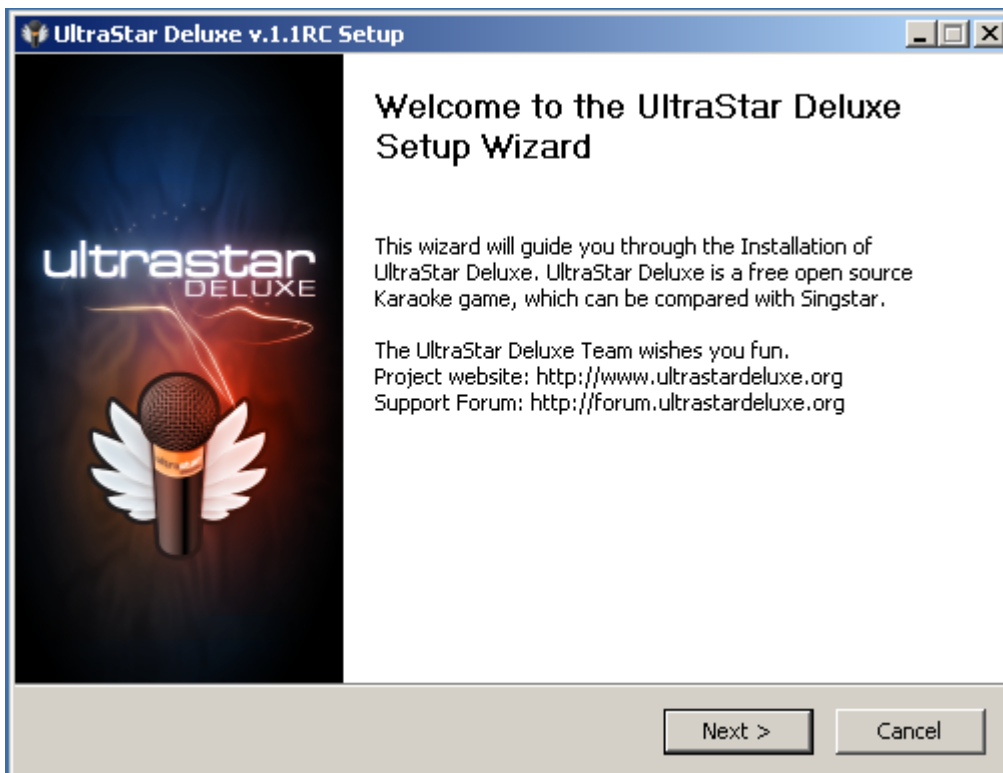 UltraStar Deluxe v.1.1RC Setup
ultrastar
DELUXE
ultrastar
Welcome to the UltraStar Deluxe
Setup Wizard
This wizard will guide you through the Installation of
UltraStar Deluxe. UltraStar Deluxe is a free open source
Karaoke game, which can be compared with Singstar.
The UltraStar Deluxe Team wishes you fun.
Project website: http://www.ultrastardeluxe.org
Support Forum: http://forum.ultrastardeluxe.org
Next >
Cancel